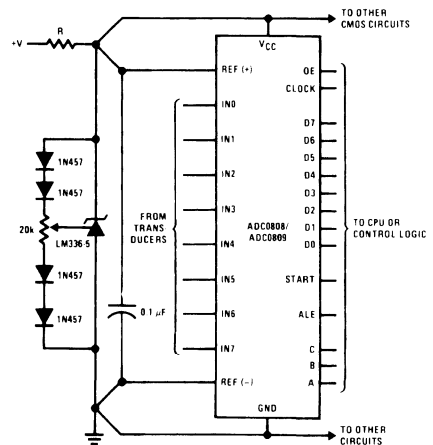 TO OTHER
CMOS CIRCUITS
+V
R
VCC
REF (+)
OE
CLOCK
IN0
IN1
IN2
IN3
IN4
IN5
IN6
IN7
D7
D6
D5
D4
D3
D2
D1
D0
1N457
1N457
20k
LM336-5
1N457
1N457
FROM
TRANS-
DUCERS
ADC0808/
ADC0809
TO CPU OR
CONTROL LOGIC
START
0.1 μF
ALE
C
B
A
REF (−)
GND
TO OTHER
CIRCUITS